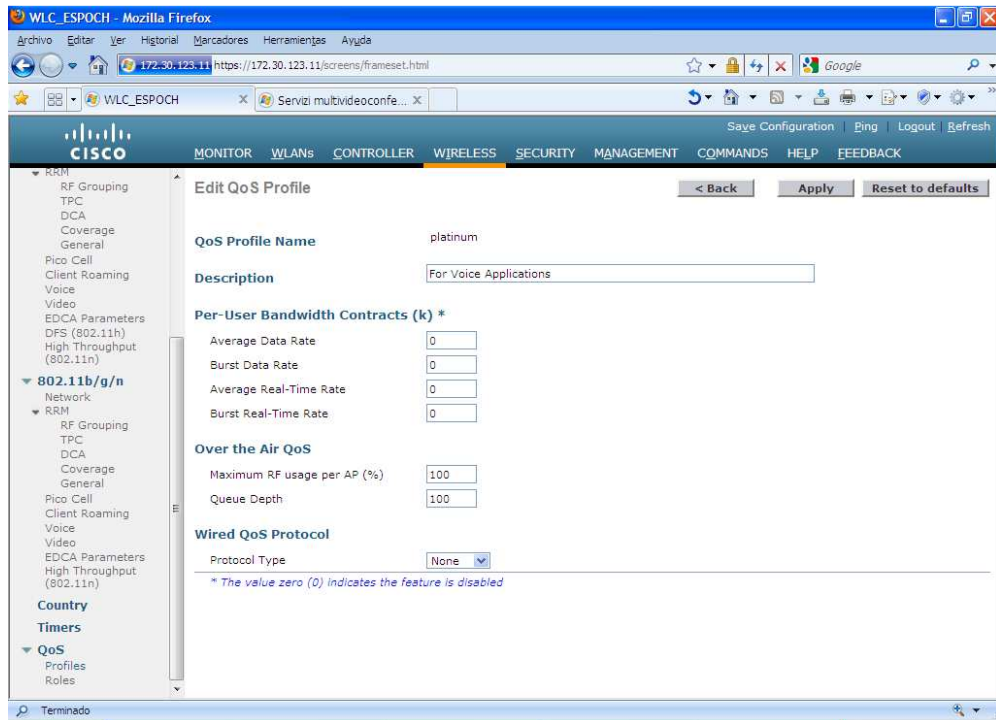 WLC_ESPOCH - Mozilla Firefox
Archivo Editar Ver Historial Marcadores Herramientas Ayuda
172.30.123.11 https://172.30.123.11/screens/frameset.html
Google
WLC_ESPOCH
Servizi multivideoconfe...
Save Configuration | Ping | Logout | Refresh
CISCO
MONITOR WLANs CONTROLLER WIRELESS SECURITY MANAGEMENT COMMANDS HELP FEEDBACK
RRM
RF Grouping
TPC
DCA
Coverage
General
Pico Cell
Client Roaming
Voice
Video
EDCA Parameters
DFS (802.11h)
High Throughput
(802.11n)
802.11b/g/n
Network
RRM
RF Grouping
TPC
DCA
Coverage
General
Pico Cell
Client Roaming
Voice
Video
EDCA Parameters
High Throughput
(802.11n)
Country
Timers
QoS
Profiles
Roles
Edit QoS Profile
< Back
Apply
Reset to defaults
QoS Profile Name platinum
Description For Voice Applications
Per-User Bandwidth Contracts (k) *
Average Data Rate 0
Burst Data Rate 0
Average Real-Time Rate 0
Burst Real-Time Rate 0
Over the Air QoS
Maximum RF usage per AP (%) 100
Queue Depth 100
Wired QoS Protocol
Protocol Type None
* The value zero (0) indicates the feature is disabled
Terminado